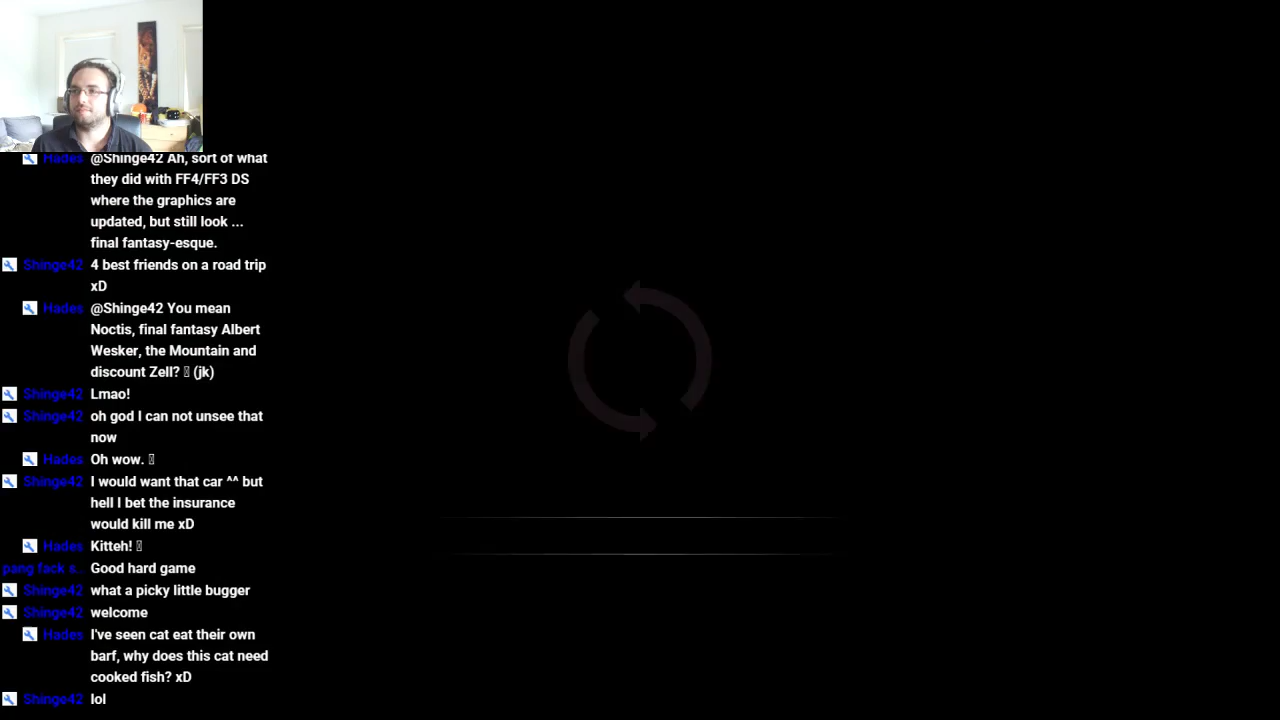 Hades @Shinge42 Ah, sort of what
they did with FF4/FF3 DS
where the graphics are
updated, but still look ...
final fantasy-esque.
Shinge42 4 best friends on a road trip
xD
Hades @Shinge42 You mean
Noctis, final fantasy Albert
Wesker, the Mountain and
discount Zell? (jk)
Shinge42 Lmao!
Shinge42 oh god I can not unsee that
now
Hades Oh wow.
Shinge42 I would want that car ^^ but
hell I bet the insurance
would kill me xD
Hades Kitteh!
pang fack s.. Good hard game
Shinge42 what a picky little bugger
Shinge42 welcome
Hades I've seen cat eat their own
barf, why does this cat need
cooked fish? xD
Shinge42 lol